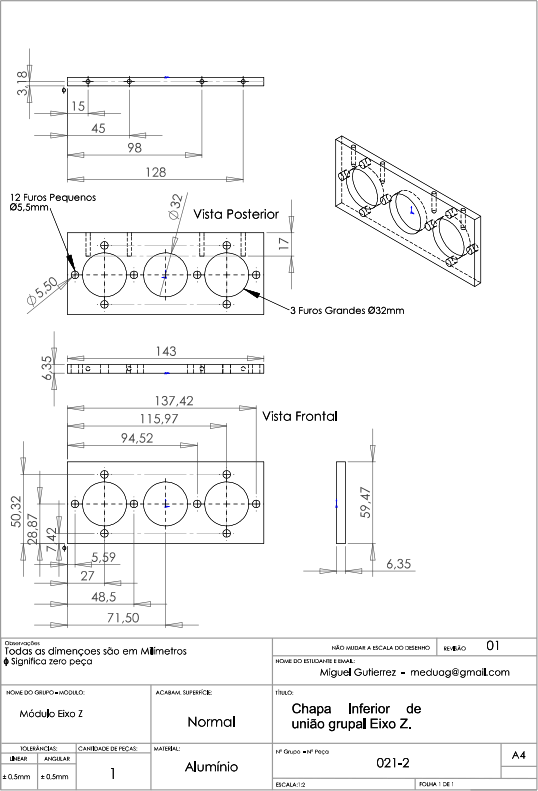 3,18
15
45
98
128
12 Furos Pequenos
Ø5,5mm
Ø32
Vista Posterior
17
Ø5,50
3 Furos Grandes Ø32mm
143
6,35
137,42
115,97
94,52
Vista Frontal
50,32
28,87
7,42
59,47
5,59
27
48,5
71,50
6,35
Observações
Todas as dimençoes são em Milimetros
Significa zero peça
NÃO MUDAR A ESCALA DO DESENHO
REVISÃO 01
NOME DO ESTUDANTE E EMAIL:
Miguel Gutierrez - meduag@gmail.com
NOME DO GRUPO-MÓDULO:
Módulo Eixo Z
ACABAM. SUPERFÍCIE:
Normal
TÍTULO:
Chapa Inferior de
união grupal Eixo Z.
TOLERÂNCIAS:
LINEAR ANGULAR
± 0.5mm ± 0.5mm
CANTIDADE DE PEÇAS:
1
MATERIAL:
Alumínio
Nº Grupo - Nº Peça
021-2
A4
ESCALA:1:2
FOLHA 1 DE 1